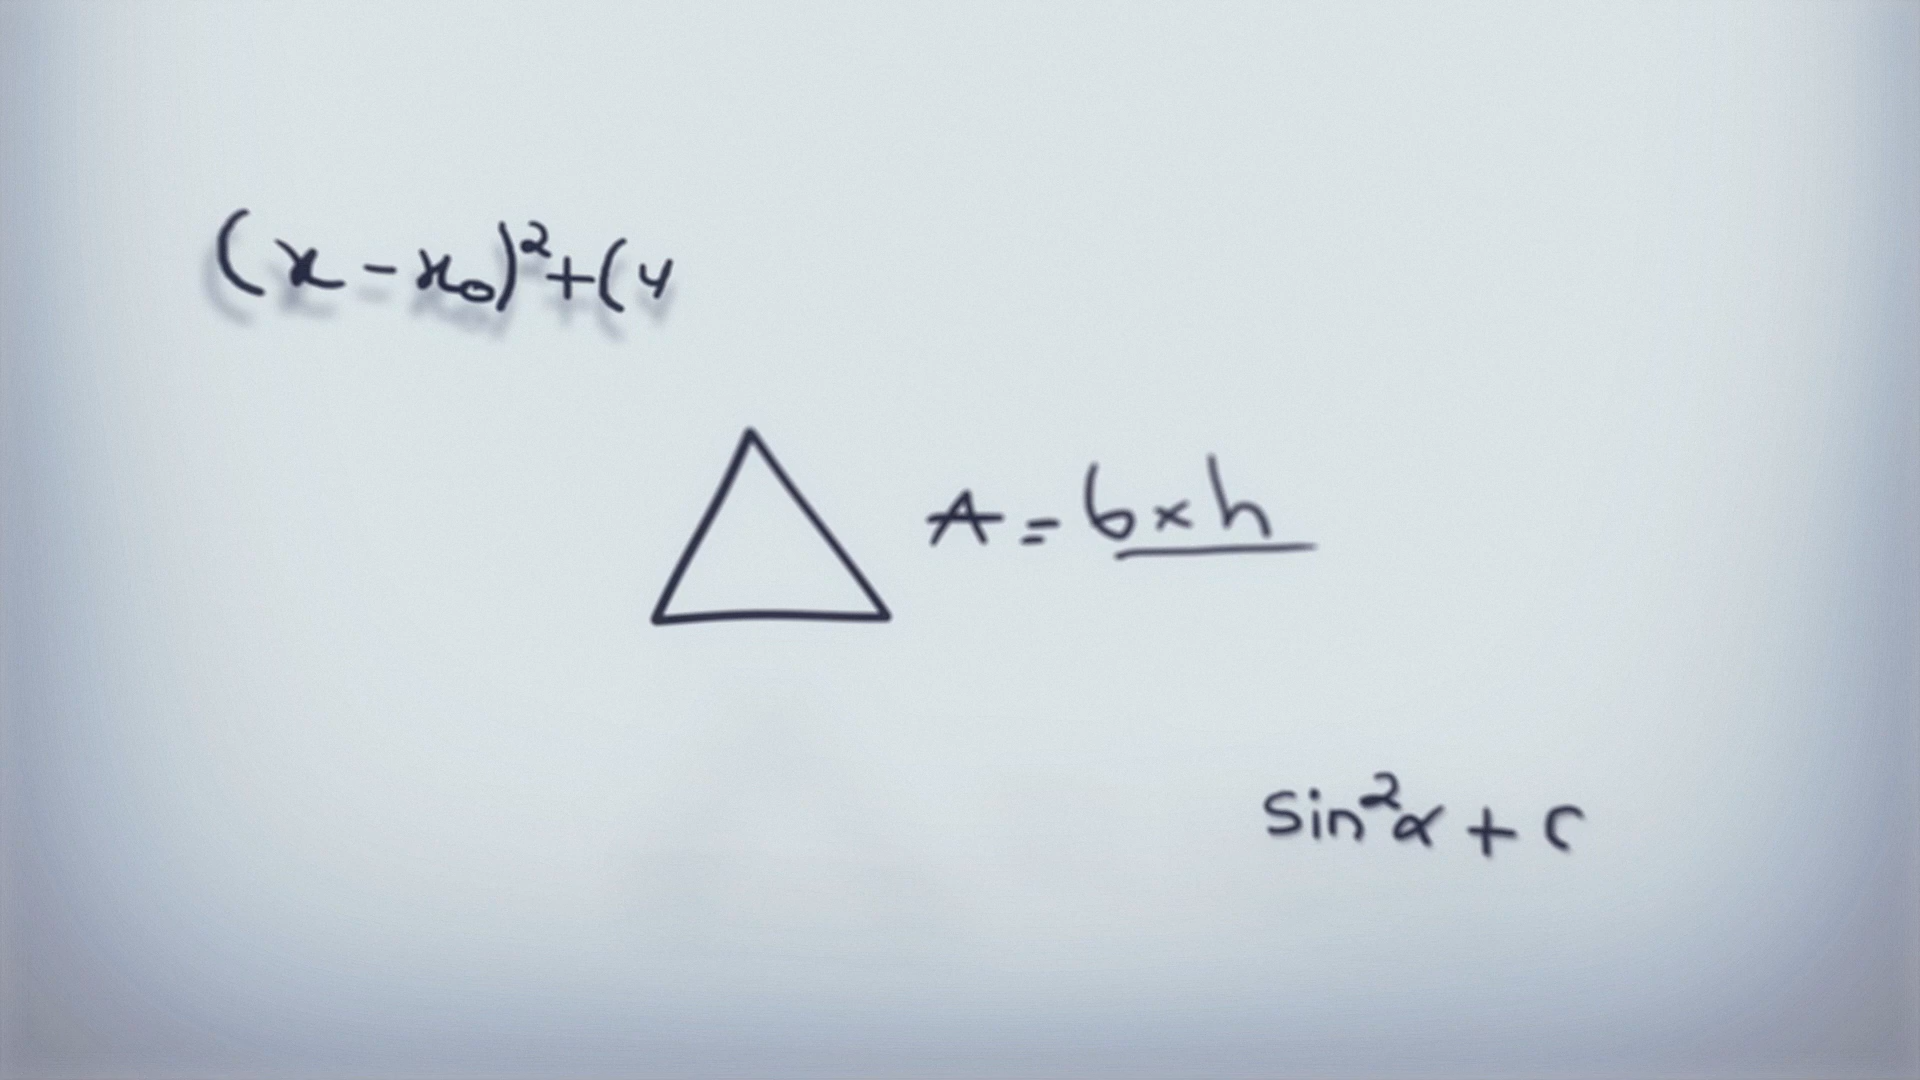 (x - x₀)² + (y
A = b × h
sin²α + c